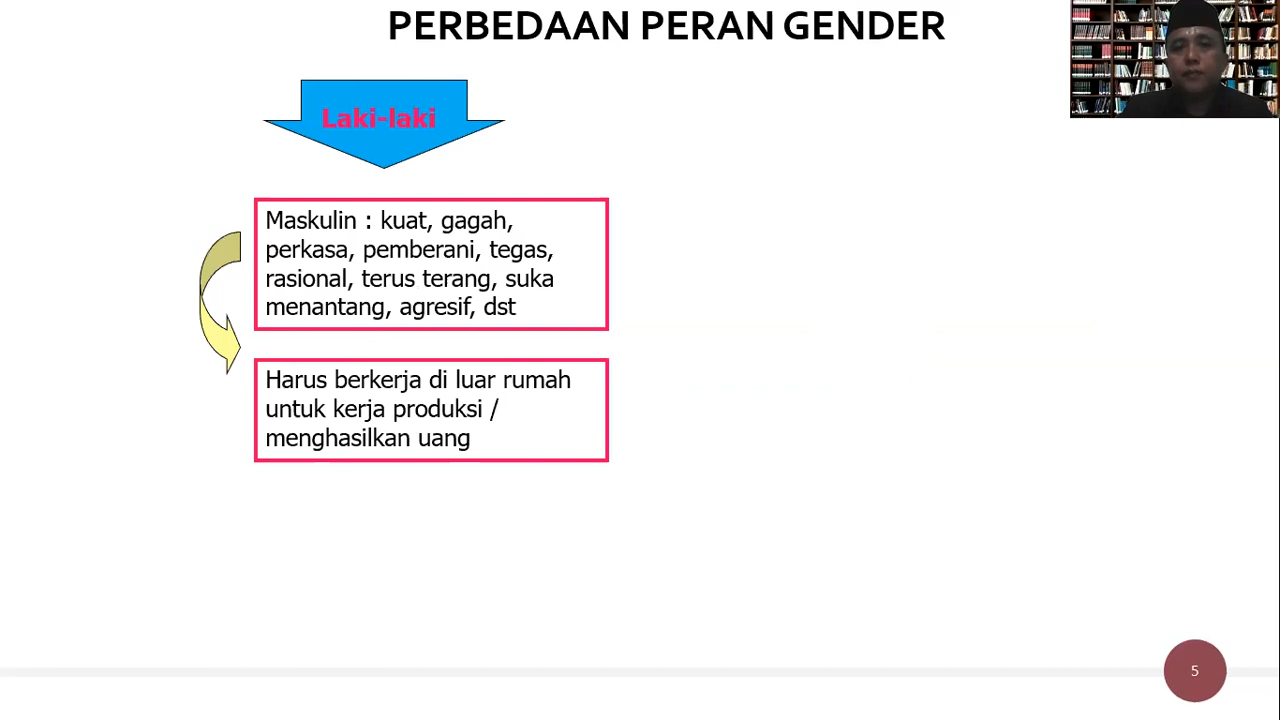 PERBEDAAN PERAN GENDER
Laki-laki
Maskulin : kuat, gagah,
perkasa, pemberani, tegas,
rasional, terus terang, suka
menantang, agresif, dst
Harus berkerja di luar rumah
untuk kerja produksi /
menghasilkan uang
5